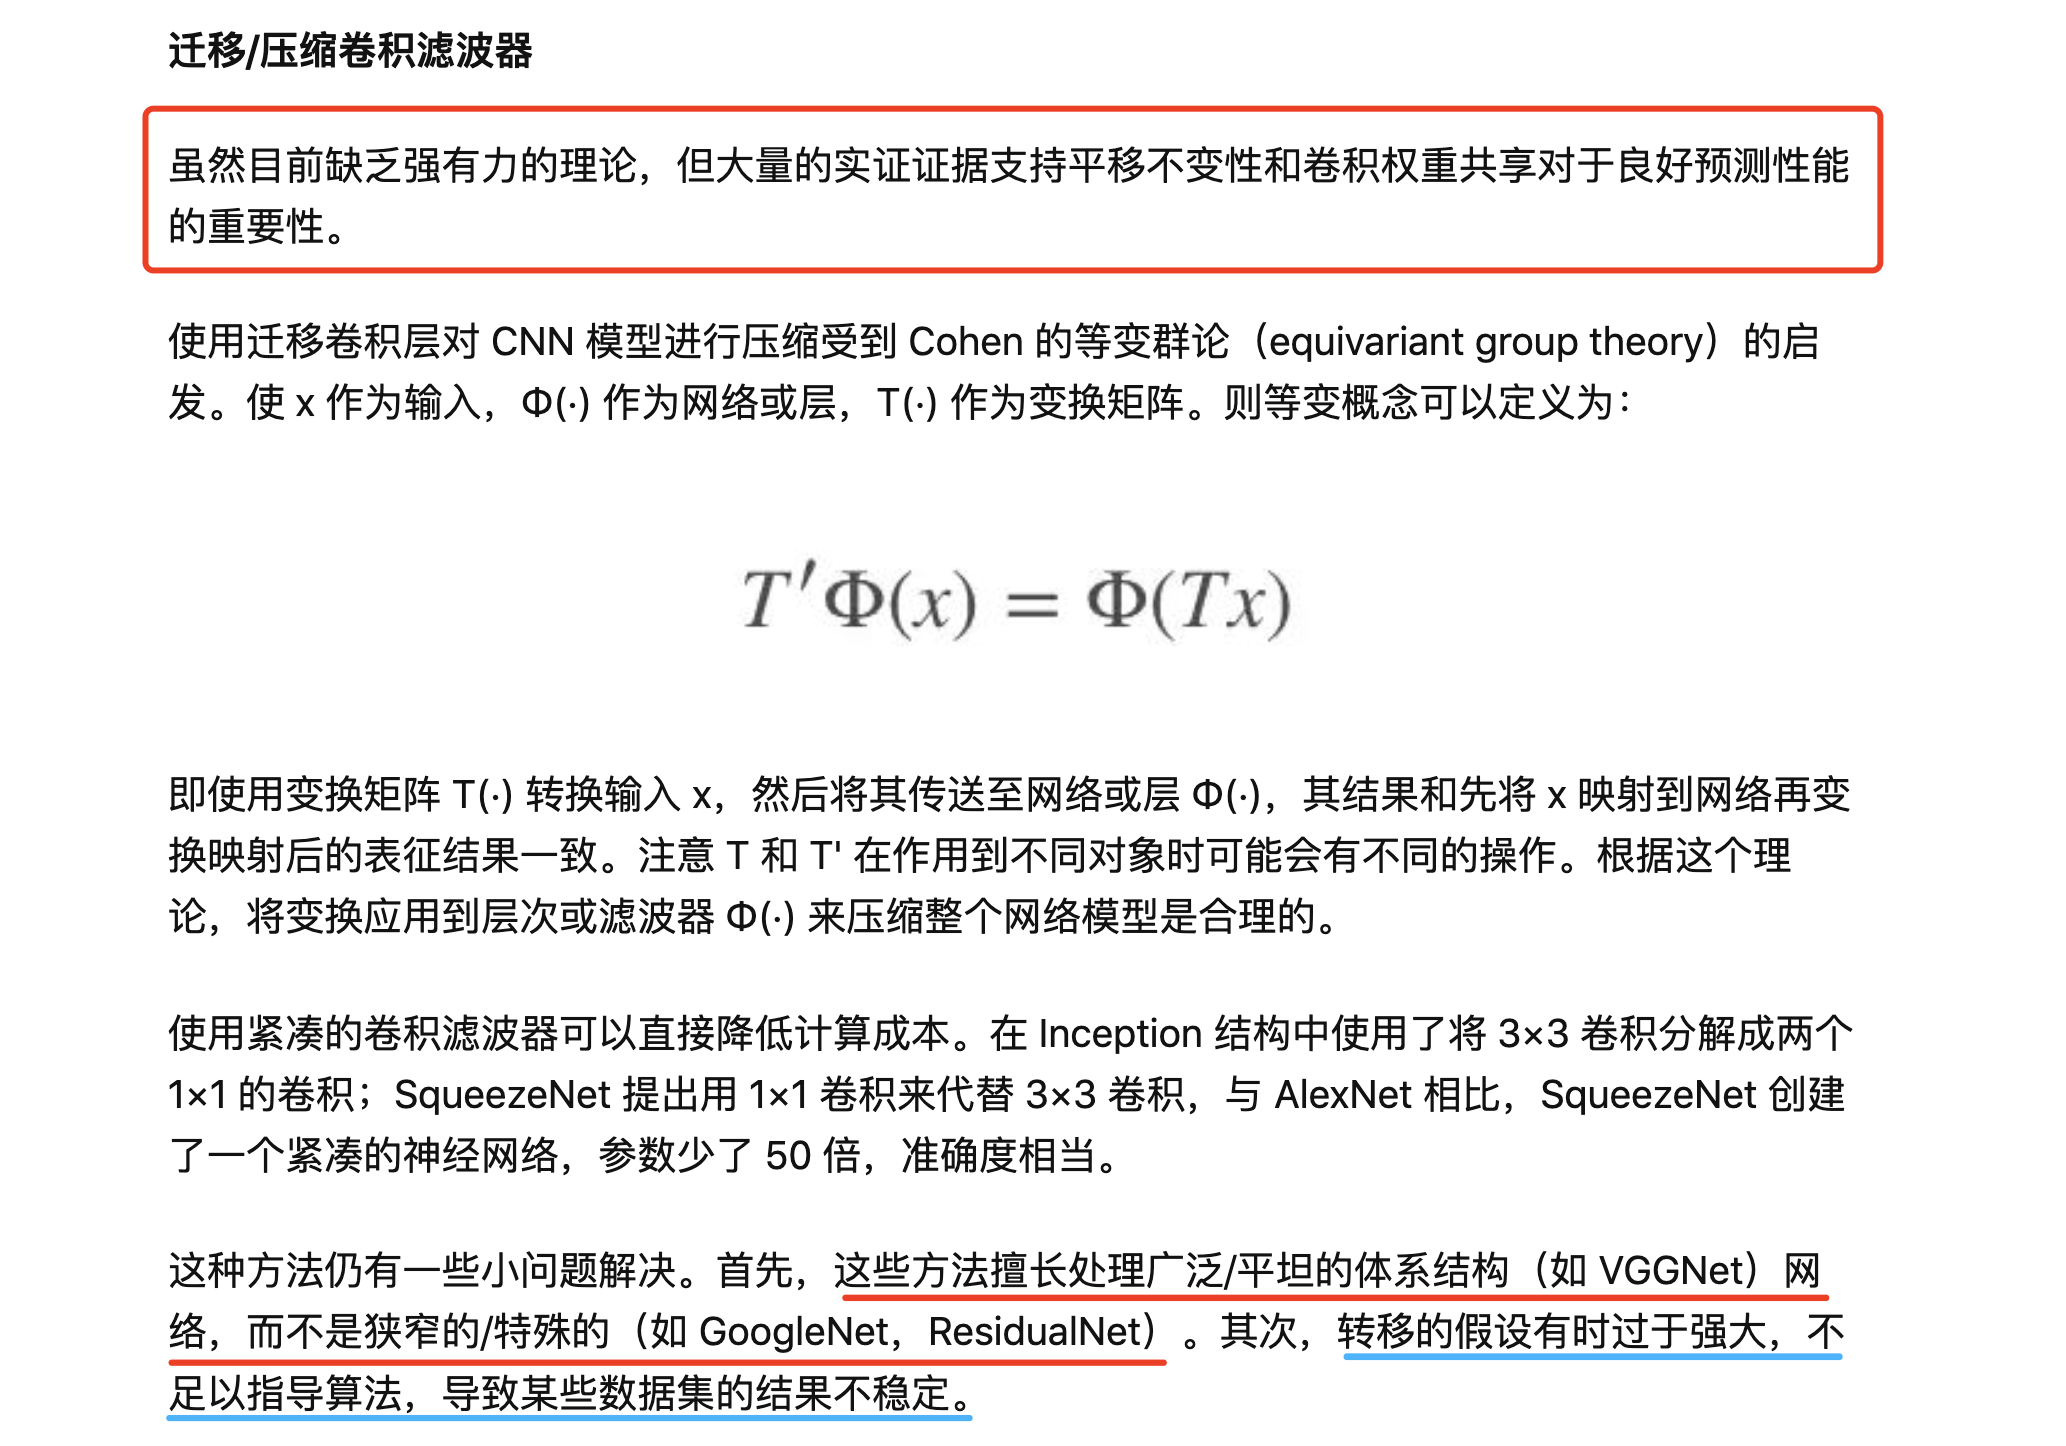 迁移/压缩卷积滤波器
虽然目前缺乏强有力的理论，但大量的实证证据支持平移不变性和卷积权重共享对于良好预测性能
的重要性。
使用迁移卷积层对 CNN 模型进行压缩受到 Cohen 的等变群论（equivariant group theory）的启
发。使 x 作为输入，Φ(·) 作为网络或层，T(·) 作为变换矩阵。则等变概念可以定义为：
T′Φ(x) = Φ(Tx)
即使用变换矩阵 T(·) 转换输入 x，然后将其传送至网络或层 Φ(·)，其结果和先将 x 映射到网络再变
换映射后的表征结果一致。注意 T 和 T' 在作用到不同对象时可能会有不同的操作。根据这个理
论，将变换应用到层次或滤波器 Φ(·) 来压缩整个网络模型是合理的。
使用紧凑的卷积滤波器可以直接降低计算成本。在 Inception 结构中使用了将 3×3 卷积分解成两个
1×1 的卷积；SqueezeNet 提出用 1×1 卷积来代替 3×3 卷积，与 AlexNet 相比，SqueezeNet 创建
了一个紧凑的神经网络，参数少了 50 倍，准确度相当。
这种方法仍有一些小问题解决。首先，这些方法擅长处理广泛/平坦的体系结构（如 VGGNet）网
络，而不是狭窄的/特殊的（如 GoogleNet，ResidualNet）。其次，转移的假设有时过于强大，不
足以指导算法，导致某些数据集的结果不稳定。